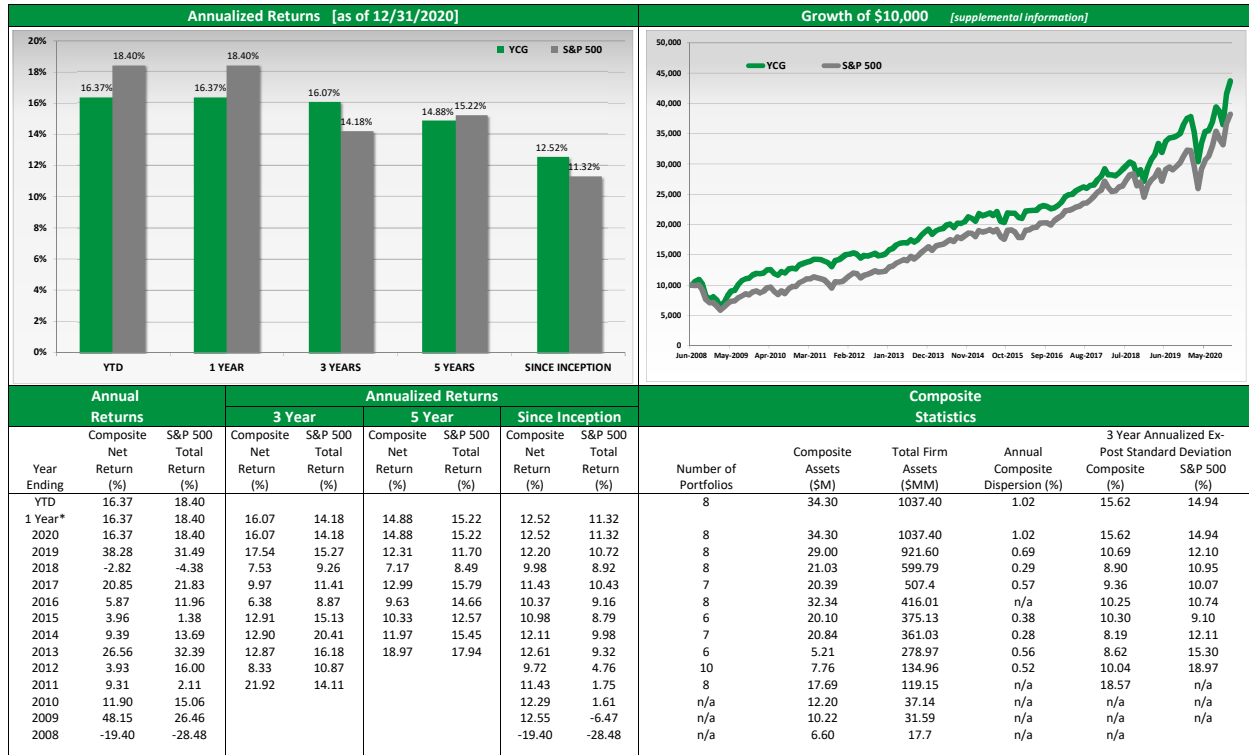 Annualized Returns [as of 12/31/2020]
20%
18%
16%
14%
12%
10%
8%
6%
4%
2%
0%
YCG S&P 500
16.37% 18.40%
16.37% 18.40%
16.07% 14.18%
14.88% 15.22%
12.52% 11.32%
YTD 1 YEAR 3 YEARS 5 YEARS SINCE INCEPTION
Growth of $10,000 [supplemental information]
50,000
45,000
40,000
35,000
30,000
25,000
20,000
15,000
10,000
5,000
0
YCG S&P 500
Jun-2008 May-2009 Apr-2010 Mar-2011 Feb-2012 Jan-2013 Dec-2013 Nov-2014 Oct-2015 Sep-2016 Aug-2017 Jul-2018 Jun-2019 May-2020
Annual Annualized Returns Composite
Returns 3 Year 5 Year Since Inception Statistics
Composite S&P 500 Composite S&P 500 Composite S&P 500 Composite S&P 500 3 Year Annualized Ex-
Net Total Net Total Net Total Net Total Composite Total Firm Annual Post Standard Deviation
Year Return Return Return Return Return Return Return Return Number of Assets Assets Composite Composite S&P 500
Ending (%) (%) (%) (%) (%) (%) (%) (%) Portfolios ($M) ($MM) Dispersion (%) (%) (%)
YTD 16.37 18.40 8 34.30 1037.40 1.02 15.62 14.94
1 Year* 16.37 18.40 16.07 14.18 14.88 15.22 12.52 11.32
2020 16.37 18.40 16.07 14.18 14.88 15.22 12.52 11.32 8 34.30 1037.40 1.02 15.62 14.94
2019 38.28 31.49 17.54 15.27 12.31 11.70 12.20 10.72 8 29.00 921.60 0.69 10.69 12.10
2018 -2.82 -4.38 7.53 9.26 7.17 8.49 9.98 8.92 8 21.03 599.79 0.29 8.90 10.95
2017 20.85 21.83 9.97 11.41 12.99 15.79 11.43 10.43 7 20.39 507.4 0.57 9.36 10.07
2016 5.87 11.96 6.38 8.87 9.63 14.66 10.37 9.16 8 32.34 416.01 n/a 10.25 10.74
2015 3.96 1.38 12.91 15.13 10.33 12.57 10.98 8.79 6 20.10 375.13 0.38 10.30 9.10
2014 9.39 13.69 12.90 20.41 11.97 15.45 12.11 9.98 7 20.84 361.03 0.28 8.19 12.11
2013 26.56 32.39 12.87 16.18 18.97 17.94 12.61 9.32 6 5.21 278.97 0.56 8.62 15.30
2012 3.93 16.00 8.33 10.87 9.72 4.76 10 7.76 134.96 0.52 10.04 18.97
2011 9.31 2.11 21.92 14.11 11.43 1.75 8 17.69 119.15 n/a 18.57 n/a
2010 11.90 15.06 12.29 1.61 n/a 12.20 37.14 n/a n/a n/a
2009 48.15 26.46 12.55 -6.47 n/a 10.22 31.59 n/a n/a n/a
2008 -19.40 -28.48 -19.40 -28.48 6.60 17.7 n/a n/a